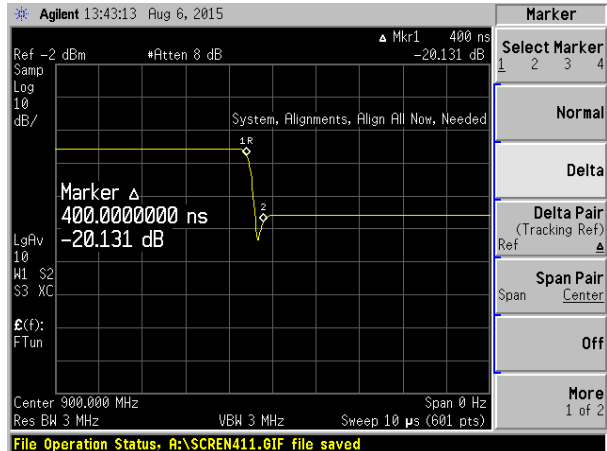 Agilent 13:43:13 Aug 6, 2015
Marker
Δ Mkr1 400 ns
Ref -2 dBm #Atten 8 dB -20.131 dB
Samp
Log
10
dB/
System, Alignments, Align All Now, Needed
1R
Marker Δ
400.0000000 ns
-20.131 dB
2
LgAv
10
W1 S2
S3 XC
£(f):
FTun
Center 900.000 MHz Span 0 Hz
Res BW 3 MHz VBW 3 MHz Sweep 10 µs (601 pts)
File Operation Status, A:\SCREN411.GIF file saved
Select Marker
1 2 3 4
Normal
Delta
Delta Pair
(Tracking Ref)
Ref Δ
Span Pair
Span Center
Off
More
1 of 2